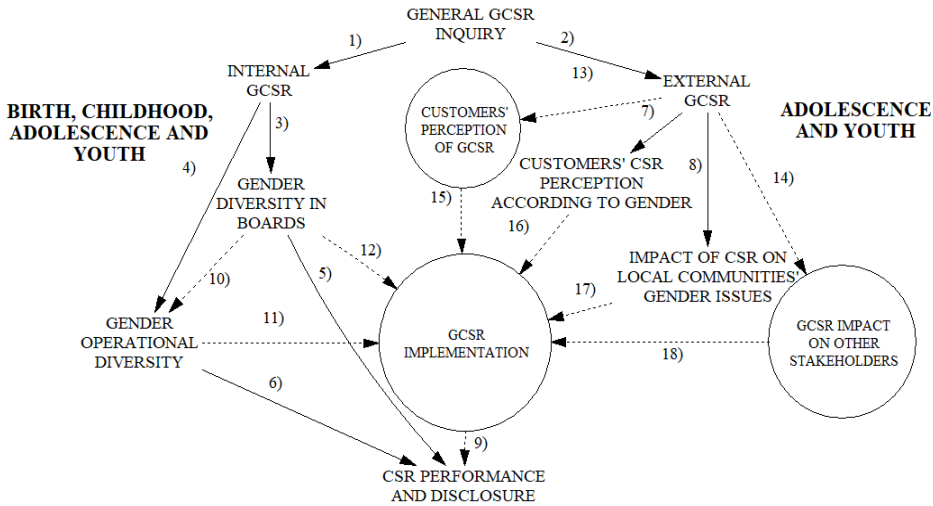 GENERAL GCSR
INQUIRY
1)
2)
INTERNAL
GCSR
13)
EXTERNAL
GCSR
BIRTH, CHILDHOOD,
ADOLESCENCE AND
YOUTH
3)
CUSTOMERS'
PERCEPTION
OF GCSR
7)
ADOLESCENCE
AND YOUTH
4)
CUSTOMERS' CSR
PERCEPTION
ACCORDING TO GENDER
8)
14)
GENDER
DIVERSITY IN
BOARDS
15)
16)
10)
5)
12)
IMPACT OF CSR ON
LOCAL COMMUNITIES'
GENDER ISSUES
17)
GENDER
OPERATIONAL
DIVERSITY
11)
GCSR
IMPLEMENTATION
18)
GCSR IMPACT
ON OTHER
STAKEHOLDERS
6)
9)
CSR PERFORMANCE
AND DISCLOSURE